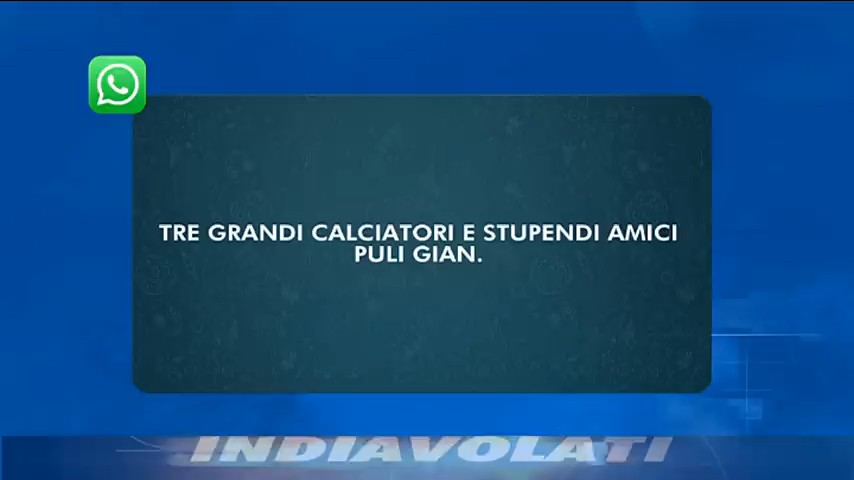 TRE GRANDI CALCIATORI E STUPENDI AMICI
PULI GIAN.
INDIAVOLATI